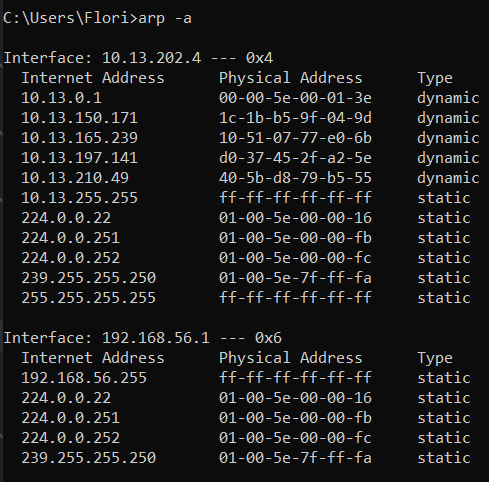 C:\Users\Flori>arp -a
Interface: 10.13.202.4 --- 0x4
Internet Address Physical Address Type
10.13.0.1 00-00-5e-00-01-3e dynamic
10.13.150.171 1c-1b-b5-9f-04-9d dynamic
10.13.165.239 10-51-07-77-e0-6b dynamic
10.13.197.141 d0-37-45-2f-a2-5e dynamic
10.13.210.49 40-5b-d8-79-b5-55 dynamic
10.13.255.255 ff-ff-ff-ff-ff-ff static
224.0.0.22 01-00-5e-00-00-16 static
224.0.0.251 01-00-5e-00-00-fb static
224.0.0.252 01-00-5e-00-00-fc static
239.255.255.250 01-00-5e-7f-ff-fa static
255.255.255.255 ff-ff-ff-ff-ff-ff static
Interface: 192.168.56.1 --- 0x6
Internet Address Physical Address Type
192.168.56.255 ff-ff-ff-ff-ff-ff static
224.0.0.22 01-00-5e-00-00-16 static
224.0.0.251 01-00-5e-00-00-fb static
224.0.0.252 01-00-5e-00-00-fc static
239.255.255.250 01-00-5e-7f-ff-fa static